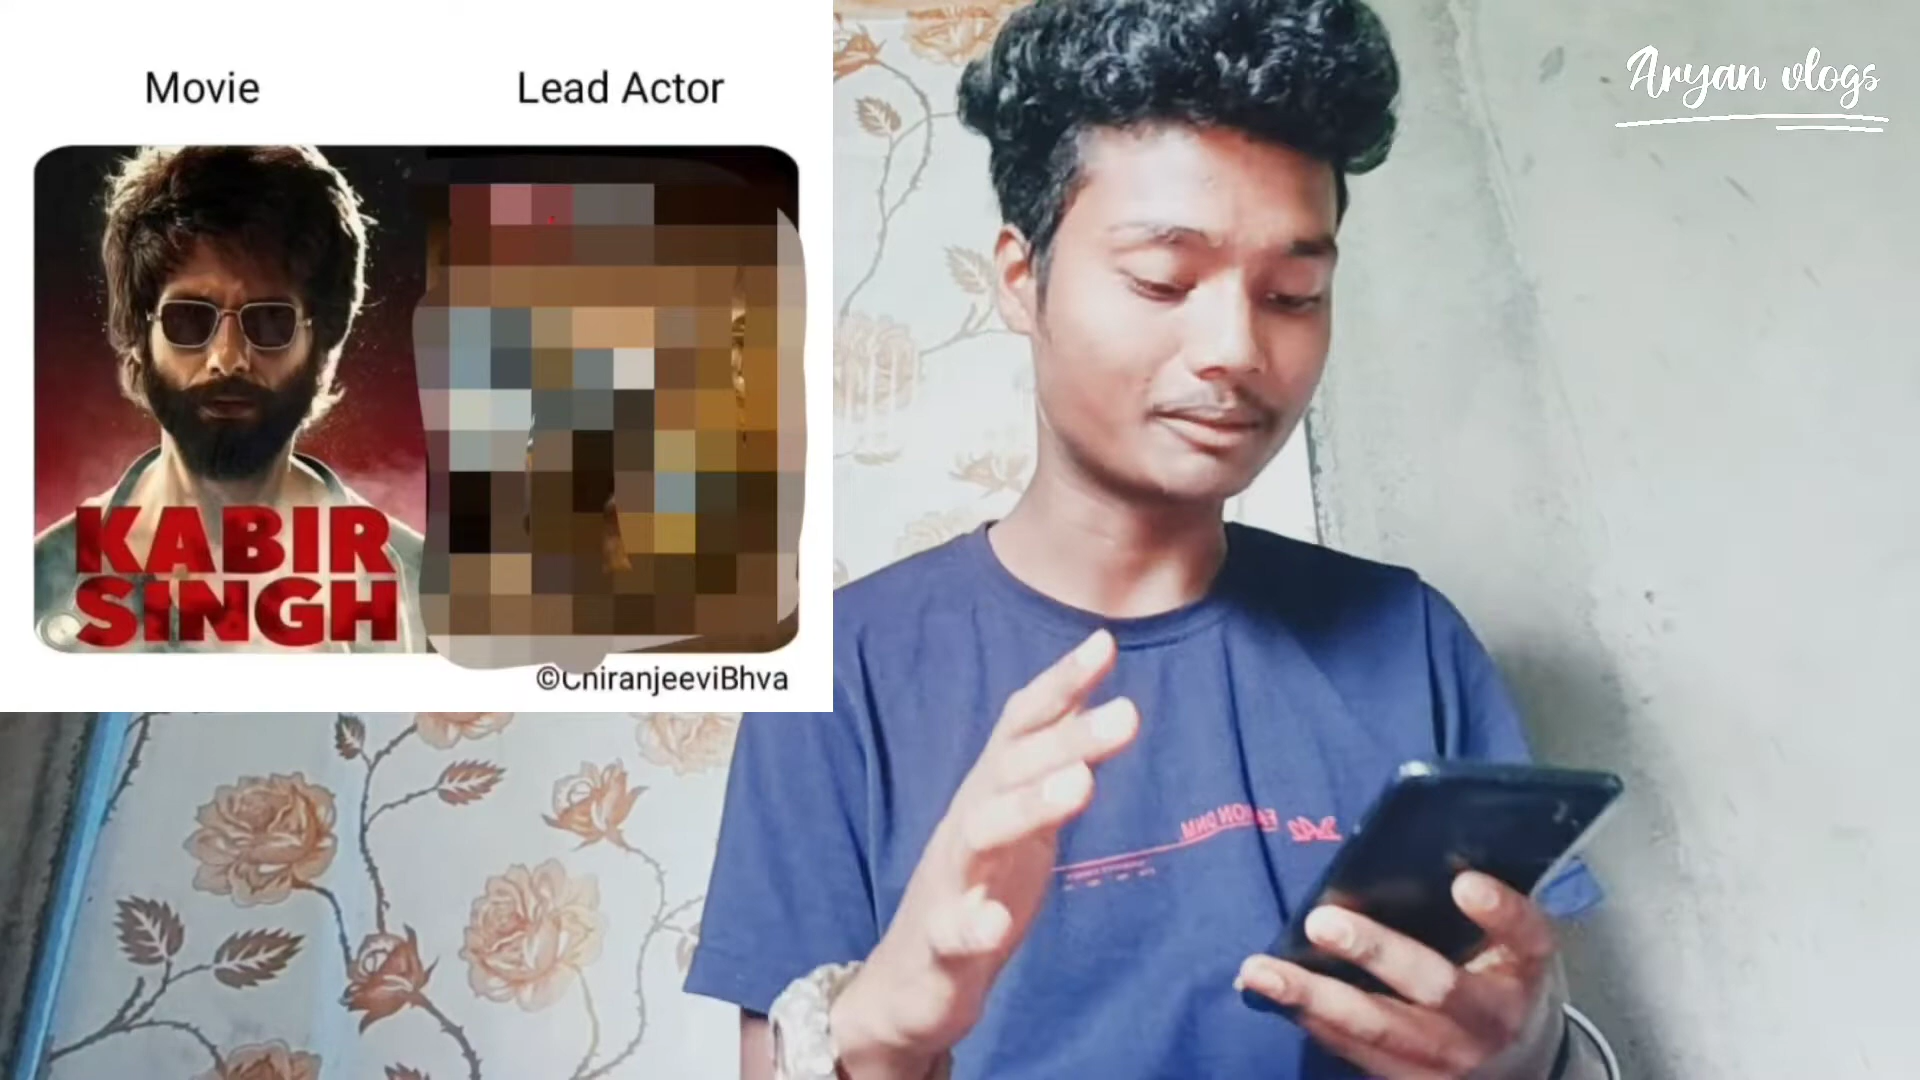 Movie
Lead Actor
Aryan vlogs
KABIR
SINGH
©ChiranjeeviBhva